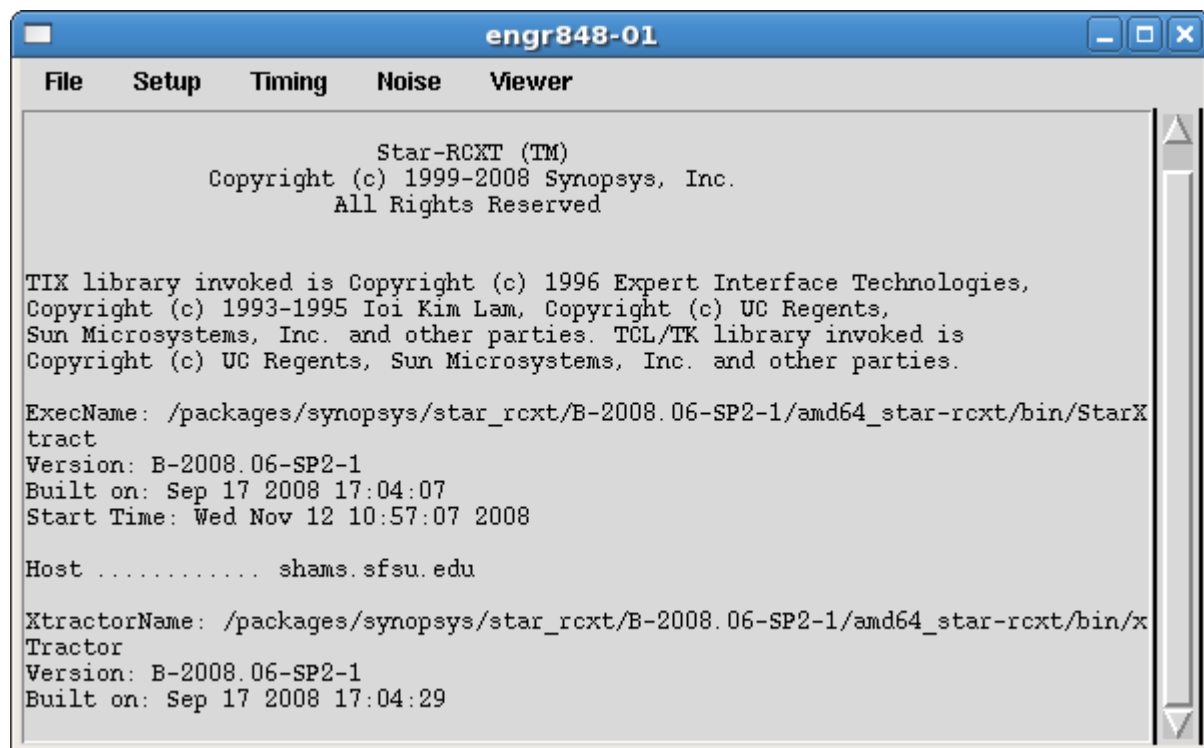 engr848-01
File Setup Timing Noise Viewer
Star-RCXT (TM)
Copyright (c) 1999-2008 Synopsys, Inc.
All Rights Reserved
TIX library invoked is Copyright (c) 1996 Expert Interface Technologies,
Copyright (c) 1993-1995 Ioi Kim Lam, Copyright (c) UC Regents,
Sun Microsystems, Inc. and other parties. TCL/TK library invoked is
Copyright (c) UC Regents, Sun Microsystems, Inc. and other parties.
ExecName: /packages/synopsys/star_rcxt/B-2008.06-SP2-1/amd64_star-rcxt/bin/StarX
tract
Version: B-2008.06-SP2-1
Built on: Sep 17 2008 17:04:07
Start Time: Wed Nov 12 10:57:07 2008
Host ............ shams.sfsu.edu
XtractorName: /packages/synopsys/star_rcxt/B-2008.06-SP2-1/amd64_star-rcxt/bin/x
Tractor
Version: B-2008.06-SP2-1
Built on: Sep 17 2008 17:04:29